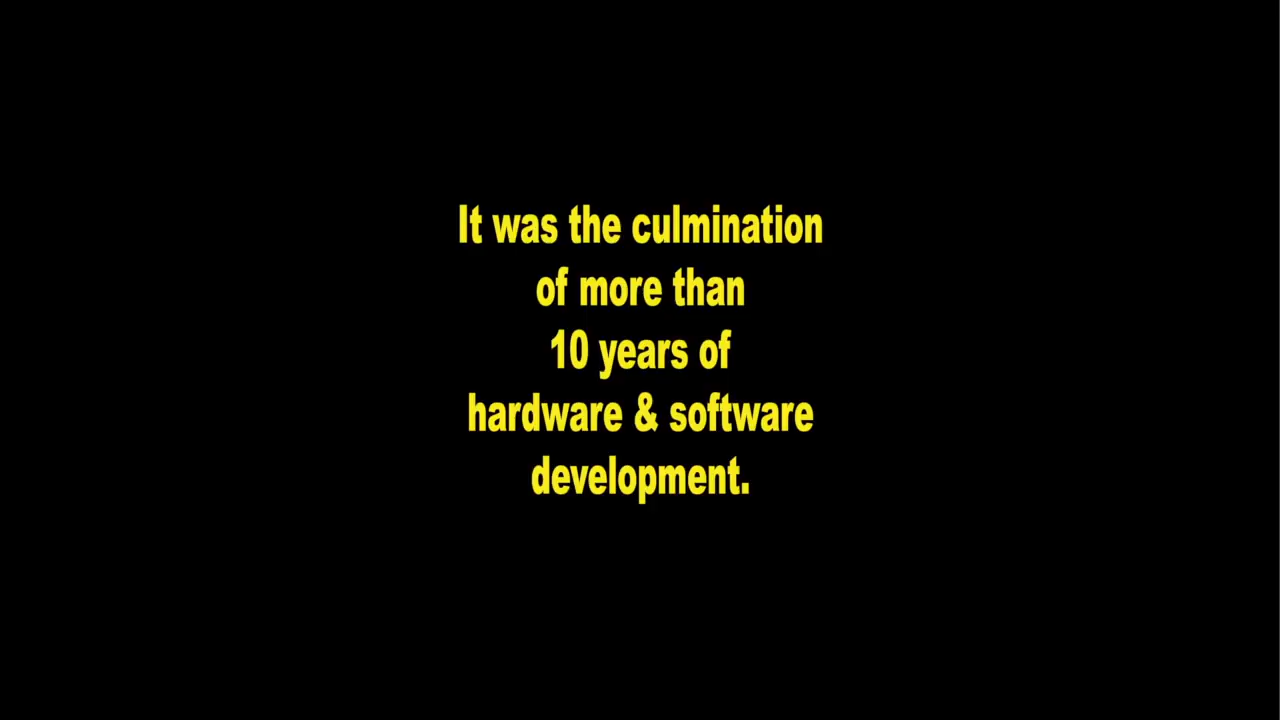 It was the culmination
of more than
10 years of
hardware & software
development.